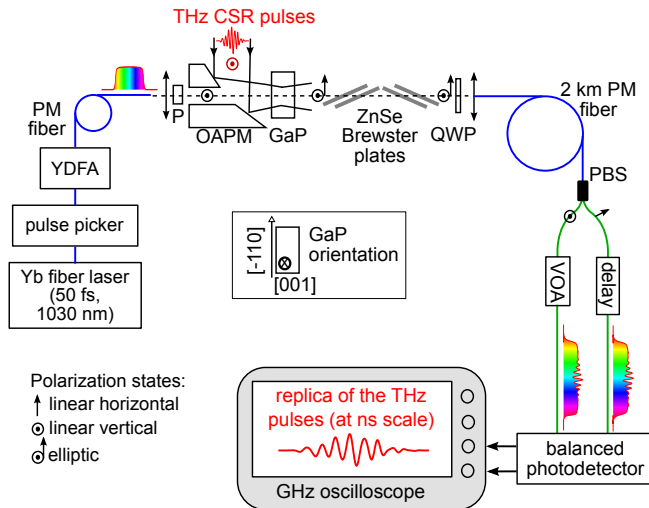 THz CSR pulses
PM
fiber
P
OAPM
GaP
ZnSe
Brewster
plates
QWP
2 km PM
fiber
PBS
YDFA
pulse picker
Yb fiber laser
(50 fs,
1030 nm)
[-110]
GaP
orientation
[001]
VOA
delay
Polarization states:
linear horizontal
linear vertical
elliptic
replica of the THz
pulses (at ns scale)
GHz oscilloscope
balanced
photodetector